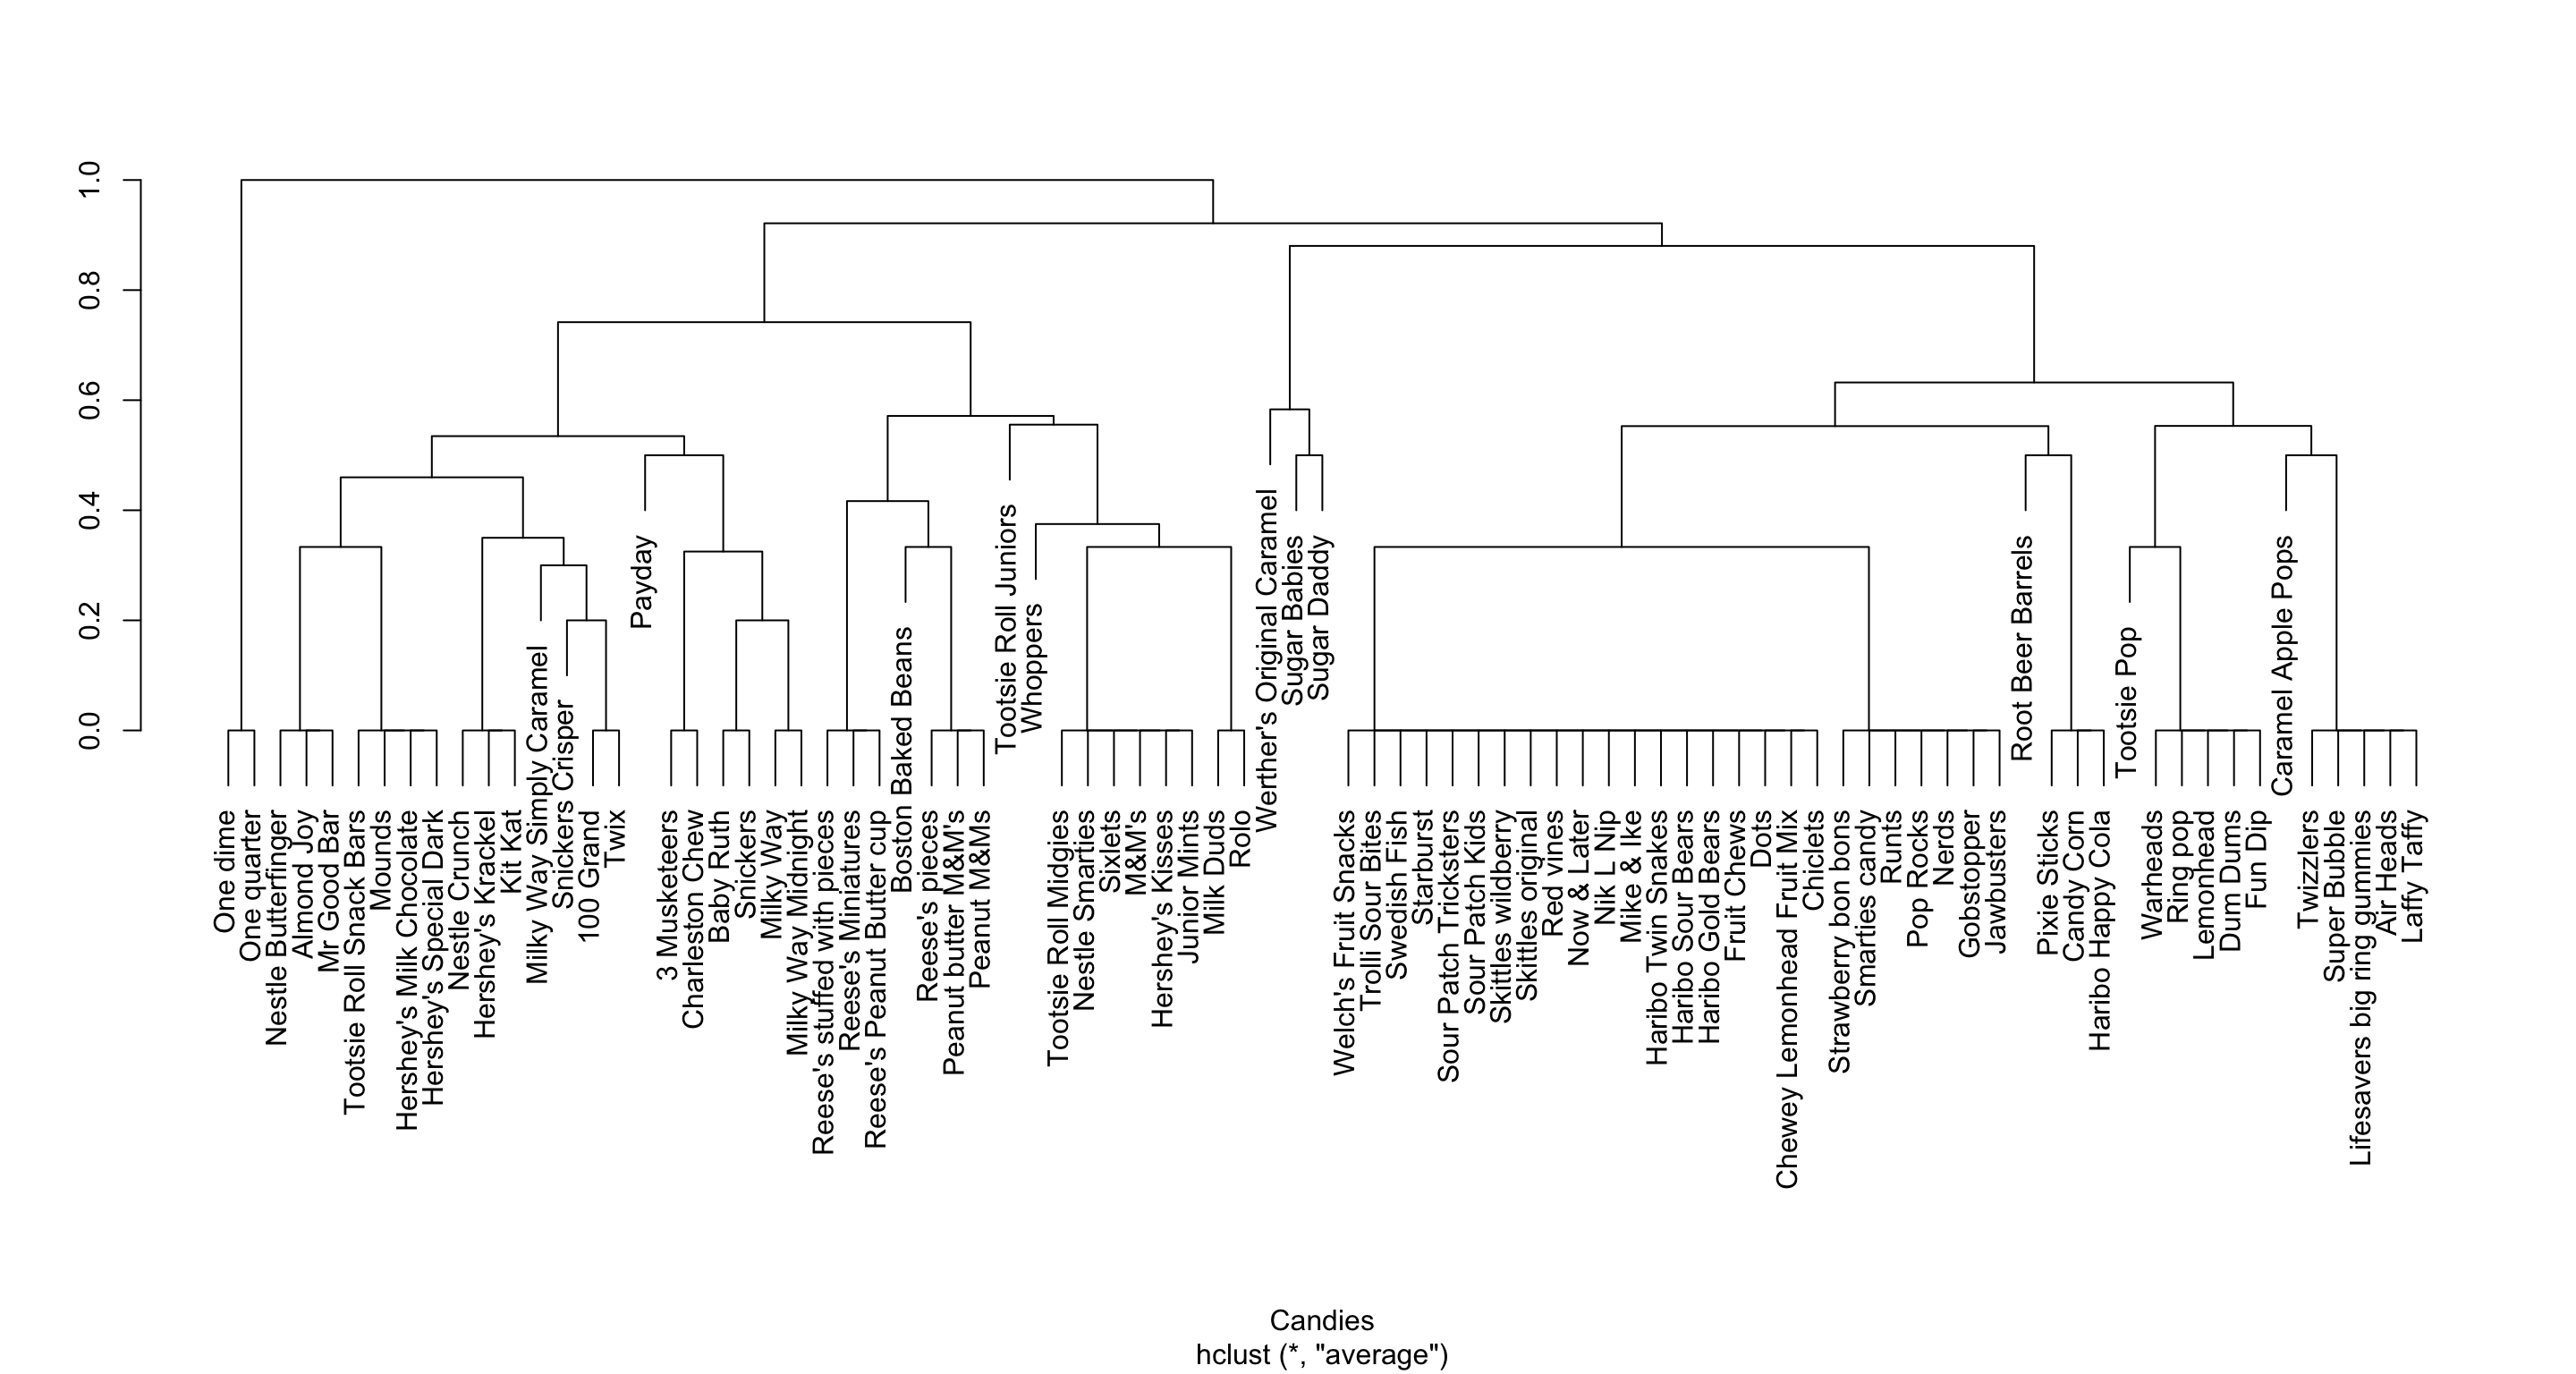 1.0
0.8
0.6
0.4
0.2
0.0
One dime
One quarter
Nestle Butterfinger
Almond Joy
Mr Good Bar
Tootsie Roll Snack Bars
Mounds
Hershey's Milk Chocolate
Hershey's Special Dark
Nestle Crunch
Hershey's Krackel
Kit Kat
Milky Way Simply Caramel
Snickers Crisper
100 Grand
Twix
Payday
3 Musketeers
Charleston Chew
Baby Ruth
Snickers
Milky Way
Milky Way Midnight
Reese's stuffed with pieces
Reese's Miniatures
Reese's Peanut Butter cup
Boston Baked Beans
Reese's pieces
Peanut butter M&M's
Peanut M&Ms
Tootsie Roll Juniors
Whoppers
Tootsie Roll Midgies
Nestle Smarties
Sixlets
M&M's
Hershey's Kisses
Junior Mints
Milk Duds
Rolo
Werther's Original Caramel
Sugar Babies
Sugar Daddy
Welch's Fruit Snacks
Trolli Sour Bites
Swedish Fish
Starburst
Sour Patch Tricksters
Sour Patch Kids
Skittles wildberry
Skittles original
Red vines
Now & Later
Nik L Nip
Mike & Ike
Haribo Twin Snakes
Haribo Sour Bears
Haribo Gold Bears
Fruit Chews
Dots
Chewey Lemonhead Fruit Mix
Chiclets
Strawberry bon bons
Smarties candy
Runts
Pop Rocks
Nerds
Gobstopper
Jawbusters
Root Beer Barrels
Pixie Sticks
Candy Corn
Haribo Happy Cola
Tootsie Pop
Warheads
Ring pop
Lemonhead
Dum Dums
Fun Dip
Caramel Apple Pops
Twizzlers
Super Bubble
Lifesavers big ring gummies
Air Heads
Laffy Taffy
Candies
hclust (*, "average")